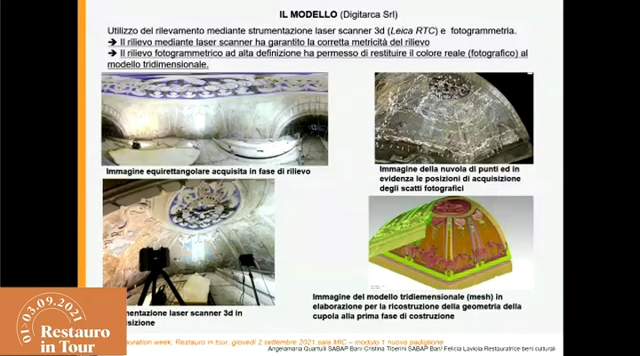 IL MODELLO (Digitarca Srl)
Utilizzo del rilevamento mediante strumentazione laser scanner 3d (Leica RTC) e fotogrammetria.
➔ Il rilievo mediante laser scanner ha garantito la corretta metricità del rilievo
➔ Il rilievo fotogrammetrico ad alta definizione ha permesso di restituire il colore reale (fotografico) al
modello tridimensionale.
Immagine equirettangolare acquisita in fase di rilievo
Immagine della nuvola di punti ed in
evidenza le posizioni di acquisizione
degli scatti fotografici
mentazione laser scanner 3d in
isizione
Immagine del modello tridiemensionale (mesh) in
elaborazione per la ricostruzione della geometria della
cupola alla prima fase di costruzione
01>03.09.2021
Restauro
in Tour
uration week, Restauro in tour, giovedì 2 settembre 2021 sala MIC – modulo 1 nuovo padiglione
Angelamaria Quartulli SABAP Bari-Cristina Tiberini SABAP Bari/ Felicia Laviola Restauratrice beni culturali